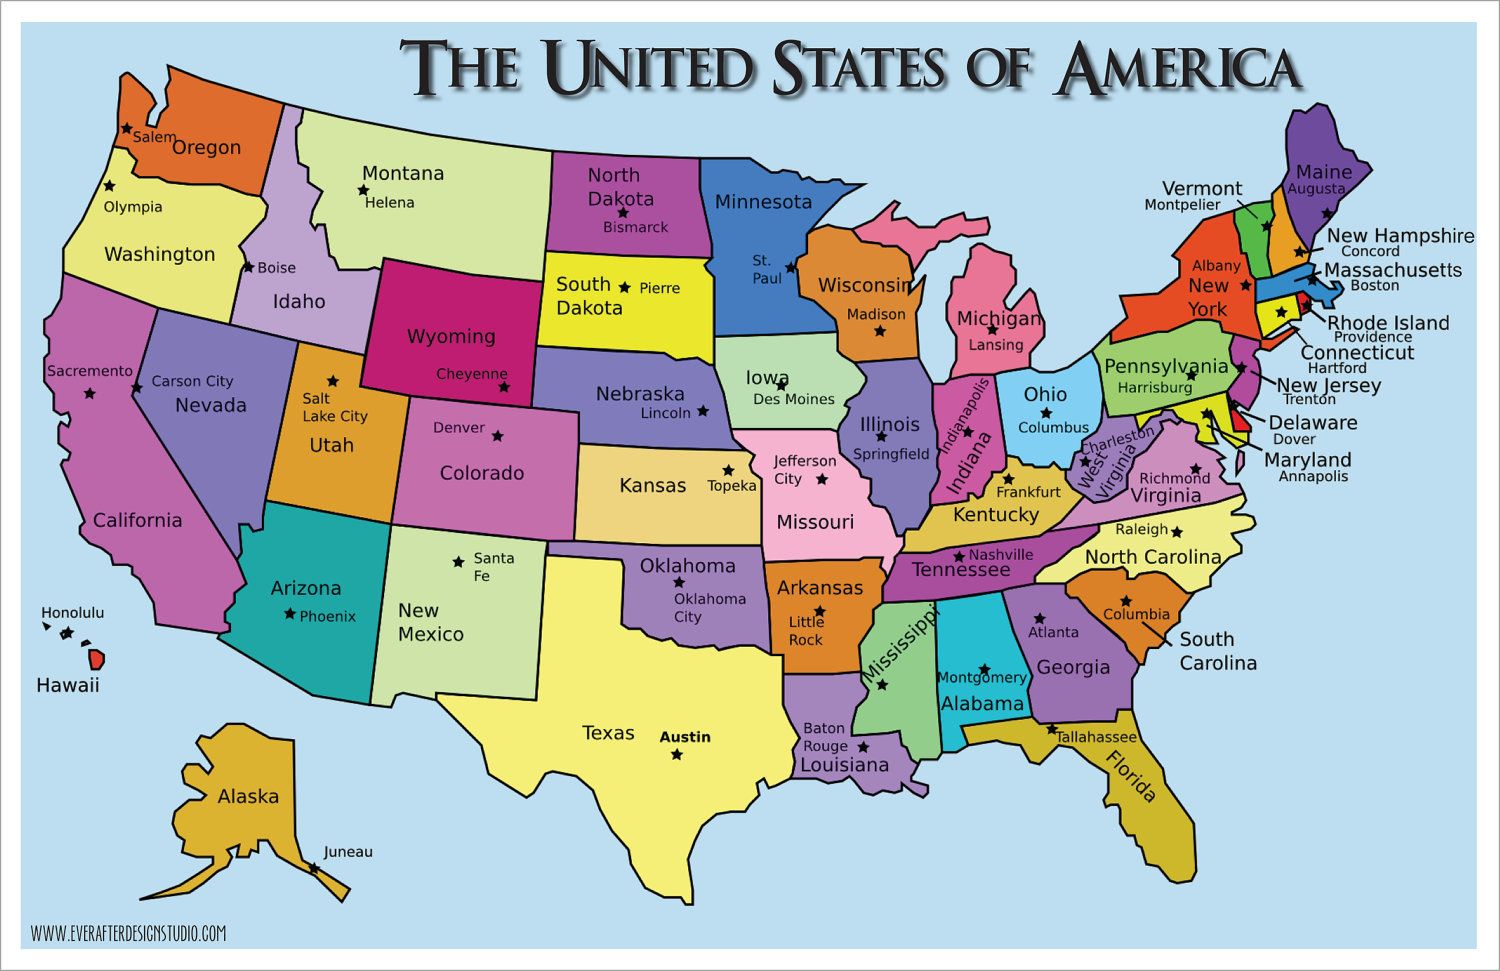 The United States of America
Salem
Oregon
Olympia
Washington
Montana
Helena
Boise
Idaho
North
Dakota
Bismarck
South
Dakota
Pierre
Minnesota
St.
Paul
Wisconsin
Madison
Michigan
Lansing
Wyoming
Cheyenne
Nebraska
Lincoln
Iowa
Des Moines
Sacremento
Carson City
Nevada
Salt
Lake City
Utah
Denver
Colorado
California
Kansas
Topeka
Jefferson
City
Missouri
Illinois
Springfield
Indianapolis
Indiana
Ohio
Columbus
Frankfurt
Kentucky
Charleston
West
Virginia
Richmond
Virginia
Pennsylvania
Harrisburg
Albany
New
York
Vermont
Montpelier
Maine
Augusta
New Hampshire
Concord
Massachusetts
Boston
Rhode Island
Providence
Connecticut
Hartford
New Jersey
Trenton
Delaware
Dover
Maryland
Annapolis
Raleigh
North Carolina
Nashville
Tennessee
Columbia
South
Carolina
Atlanta
Georgia
Montgomery
Alabama
Mississippi
Arkansas
Little
Rock
Oklahoma
Oklahoma
City
Santa
Fe
New
Mexico
Arizona
Phoenix
Texas
Austin
Baton
Rouge
Louisiana
Tallahassee
Florida
Honolulu
Hawaii
Alaska
Juneau
WWW.EVERAFTERDESIGNSTUDIO.COM